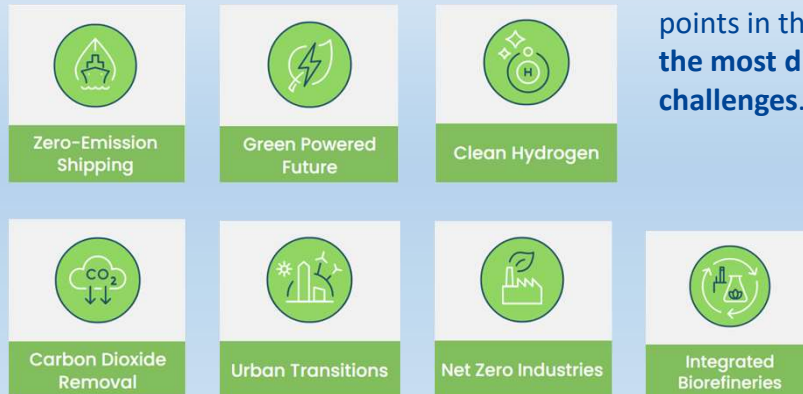 points in th
the most d
challenges.
Zero-Emission
Shipping
Green Powered
Future
Clean Hydrogen
H
CO2
Carbon Dioxide
Removal
Urban Transitions
Net Zero Industries
Integrated
Biorefineries